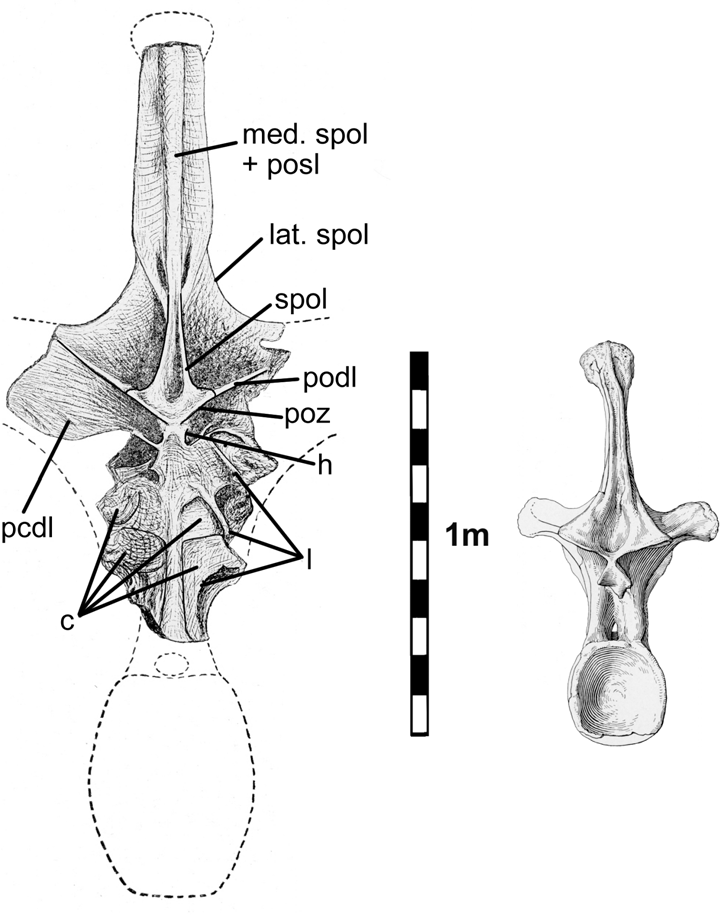 med. spol
+ posl
lat. spol
spol
podl
poz
h
pcdl
l
c
1m